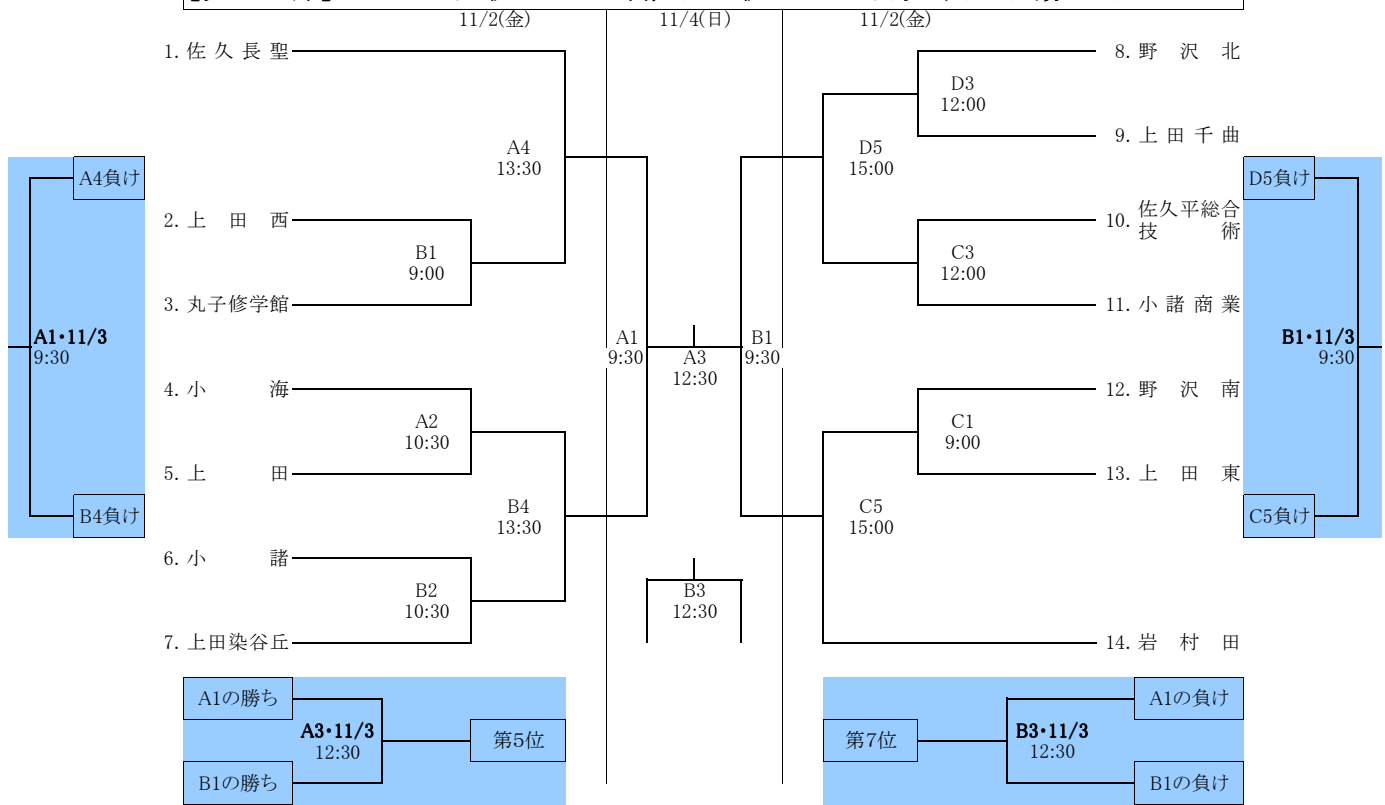 11/2(金)
11/4(日)
11/2(金)
1. 佐久長聖
A4
13:30
2. 上田西
B1
9:00
3. 丸子修学館
4. 小海
A2
10:30
5. 上田
B4
13:30
6. 小諸
B2
10:30
7. 上田染谷丘
A1
9:30
A3
12:30
B1
9:30
B3
12:30
8. 野沢北
D3
12:00
9. 上田千曲
D5
15:00
10. 佐久平総合
技術
C3
12:00
11. 小諸商業
12. 野沢南
C1
9:00
13. 上田東
C5
15:00
14. 岩村田
A4負け
A1・11/3
9:30
B4負け
D5負け
B1・11/3
9:30
C5負け
A1の勝ち
A3・11/3
12:30
第5位
B1の勝ち
A1の負け
第7位
B3・11/3
12:30
B1の負け